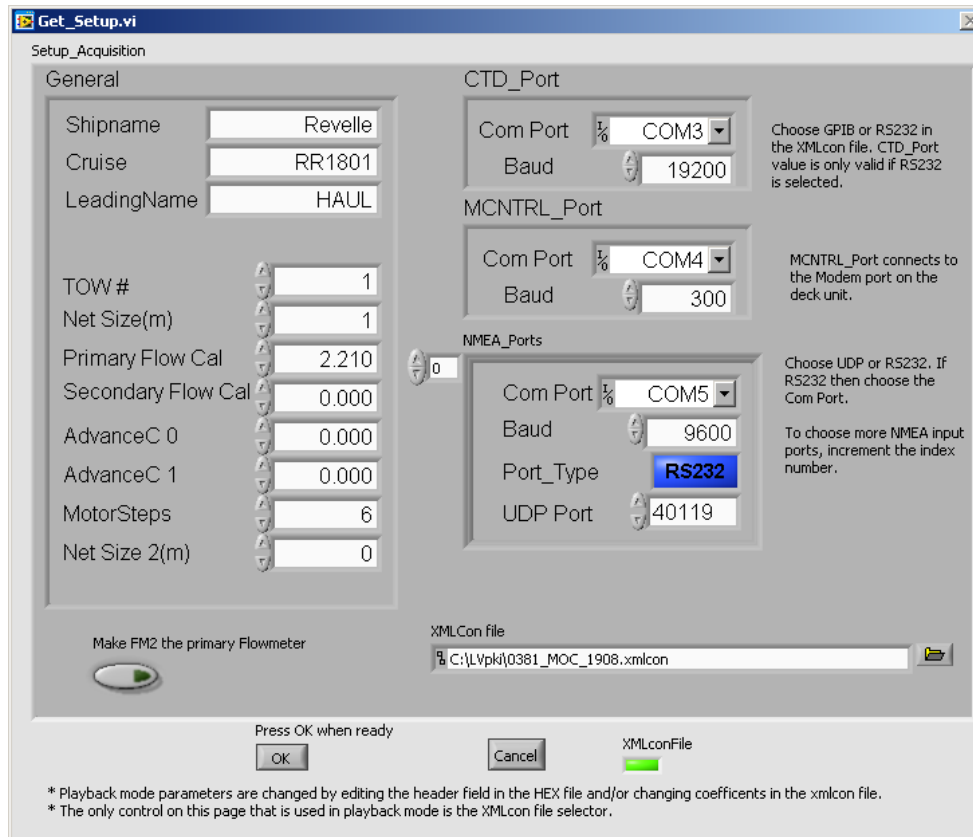 Get_Setup.vi
Setup_Acquisition
General
Shipname Revelle
Cruise RR1801
LeadingName HAUL
TOW # 1
Net Size(m) 1
Primary Flow Cal 2.210
Secondary Flow Cal 0.000
AdvanceC 0 0.000
AdvanceC 1 0.000
MotorSteps 6
Net Size 2(m) 0
Make FM2 the primary Flowmeter
CTD_Port
Com Port I/O COM3
Baud 19200
Choose GPIB or RS232 in
the XMLcon file. CTD_Port
value is only valid if RS232
is selected.
MCNTRL_Port
Com Port I/O COM4
Baud 300
MCNTRL_Port connects to
the Modem port on the
deck unit.
NMEA_Ports
0
Com Port I/O COM5
Baud 9600
Port_Type RS232
UDP Port 40119
Choose UDP or RS232. If
RS232 then choose the
Com Port.
To choose more NMEA input
ports, increment the index
number.
XMLCon file
C:\LVpki\0381_MOC_1908.xmlcon
Press OK when ready
OK
Cancel
XMLconFile
* Playback mode parameters are changed by editing the header field in the HEX file and/or changing coefficents in the xmlcon file.
* The only control on this page that is used in playback mode is the XMLcon file selector.